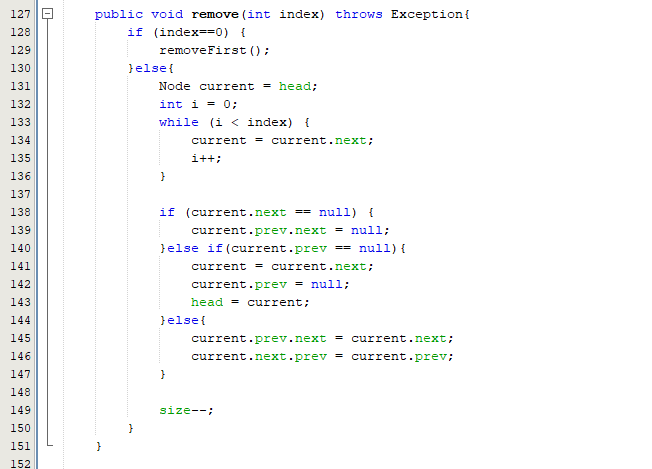 127 public void remove(int index) throws Exception{
128 if (index==0) {
129 removeFirst();
130 }else{
131 Node current = head;
132 int i = 0;
133 while (i < index) {
134 current = current.next;
135 i++;
136 }
137
138 if (current.next == null) {
139 current.prev.next = null;
140 }else if(current.prev == null){
141 current = current.next;
142 current.prev = null;
143 head = current;
144 }else{
145 current.prev.next = current.next;
146 current.next.prev = current.prev;
147 }
148
149 size--;
150 }
151 }
152